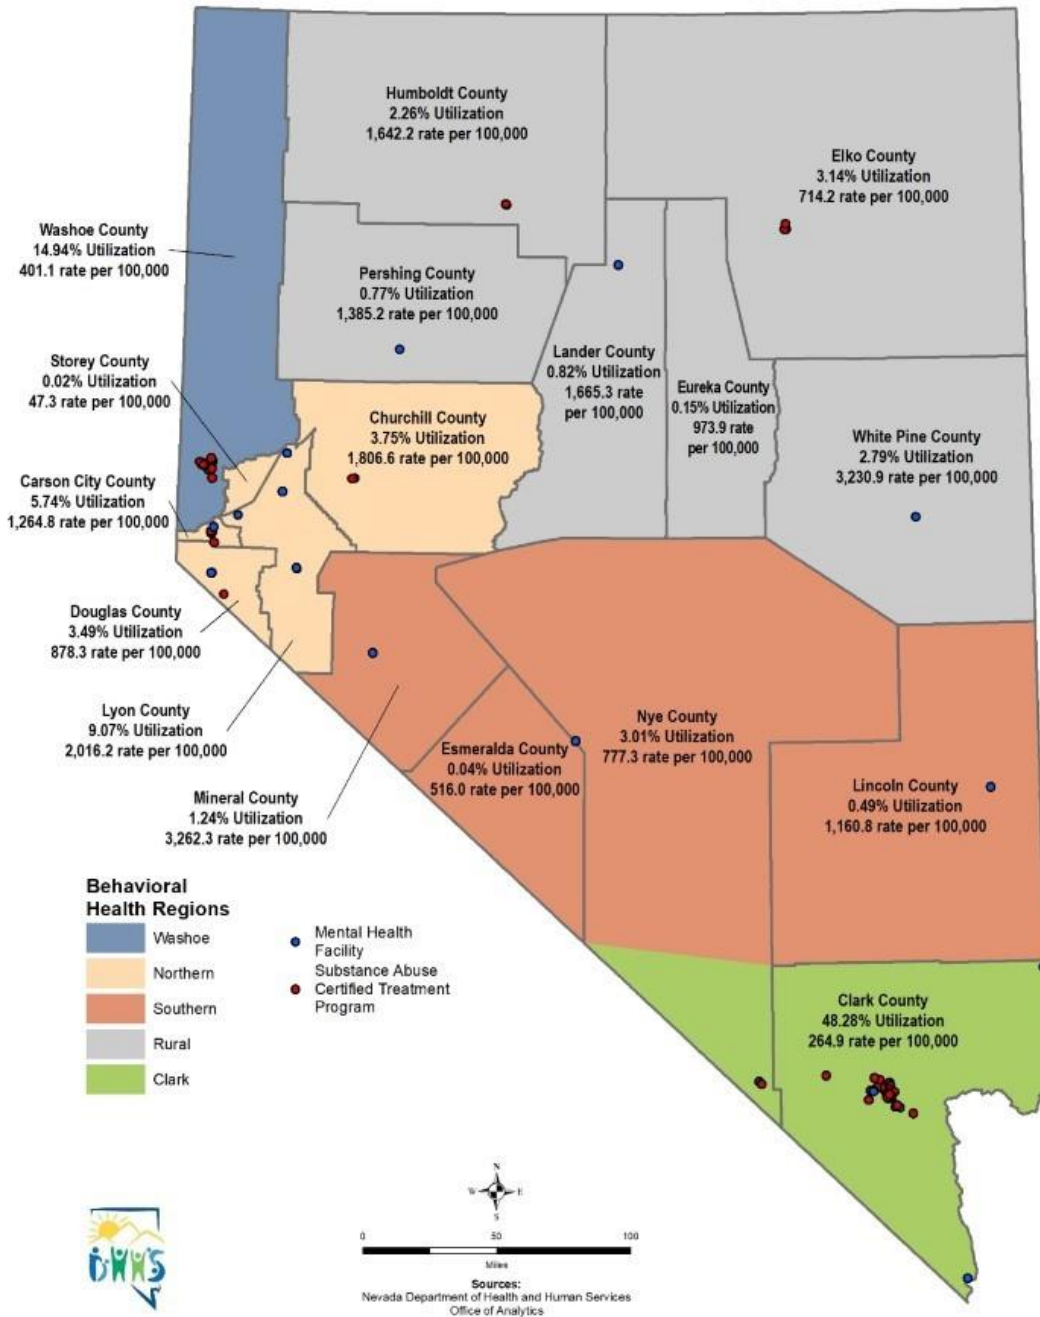 Humboldt County
2.26% Utilization
1,642.2 rate per 100,000
Elko County
3.14% Utilization
714.2 rate per 100,000
Washoe County
14.94% Utilization
401.1 rate per 100,000
Pershing County
0.77% Utilization
1,385.2 rate per 100,000
Storey County
0.02% Utilization
47.3 rate per 100,000
Lander County
0.82% Utilization
1,665.3 rate
per 100,000
Eureka County
0.15% Utilization
973.9 rate
per 100,000
Churchill County
3.75% Utilization
1,806.6 rate per 100,000
White Pine County
2.79% Utilization
3,230.9 rate per 100,000
Carson City County
5.74% Utilization
1,264.8 rate per 100,000
Douglas County
3.49% Utilization
878.3 rate per 100,000
Lyon County
9.07% Utilization
2,016.2 rate per 100,000
Nye County
3.01% Utilization
777.3 rate per 100,000
Esmeralda County
0.04% Utilization
516.0 rate per 100,000
Lincoln County
0.49% Utilization
1,160.8 rate per 100,000
Mineral County
1.24% Utilization
3,262.3 rate per 100,000
Clark County
48.28% Utilization
264.9 rate per 100,000
Behavioral
Health Regions
Washoe
Northern
Southern
Rural
Clark
Mental Health
Facility
Substance Abuse
Certified Treatment
Program
N
W E
S
0 50 100
Miles
Sources:
Nevada Department of Health and Human Services
Office of Analytics
DHHS